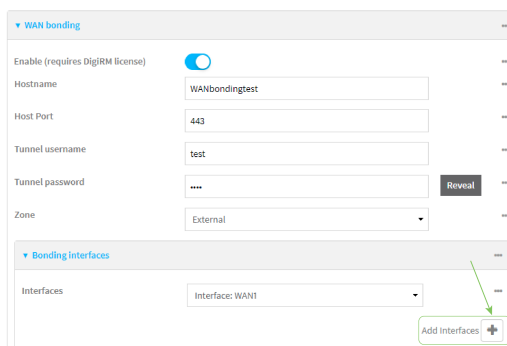 WAN bonding
Enable (requires DigiRM license)
Hostname WANbondingtest
Host Port 443
Tunnel username test
Tunnel password •••• Reveal
Zone External
Bonding interfaces
Interfaces Interface: WAN1
Add Interfaces